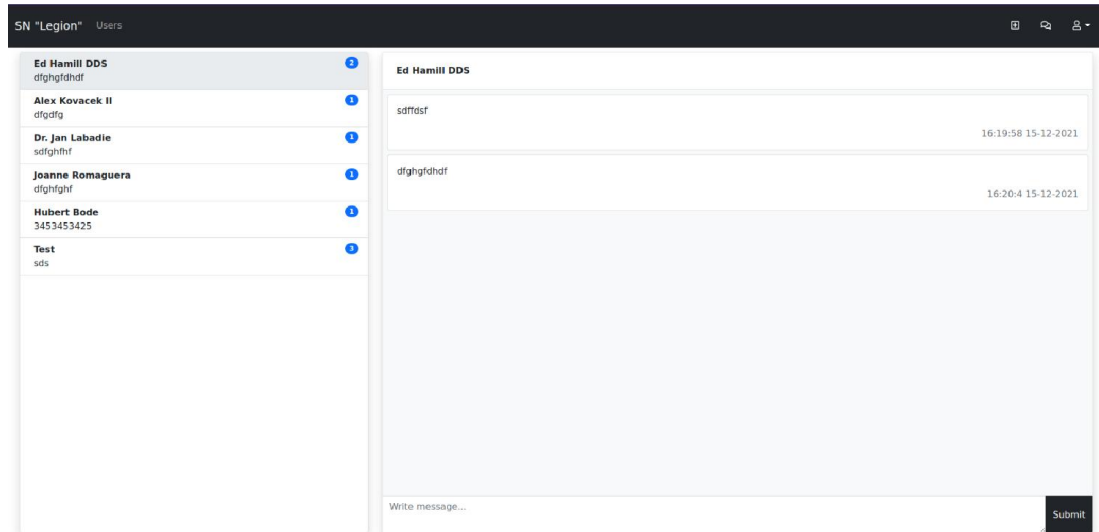 SN "Legion" Users
Ed Hamill DDS 2
dfghgfdhdf
Alex Kovacek II 1
dfgdfg
Dr. Jan Labadie 1
sdfghfhf
Joanne Romaguera 1
dfghfghf
Hubert Bode 1
3453453425
Test 3
sds
Ed Hamill DDS
sdffdsf
16:19:58 15-12-2021
dfghgfdhdf
16:20:4 15-12-2021
Write message...
Submit